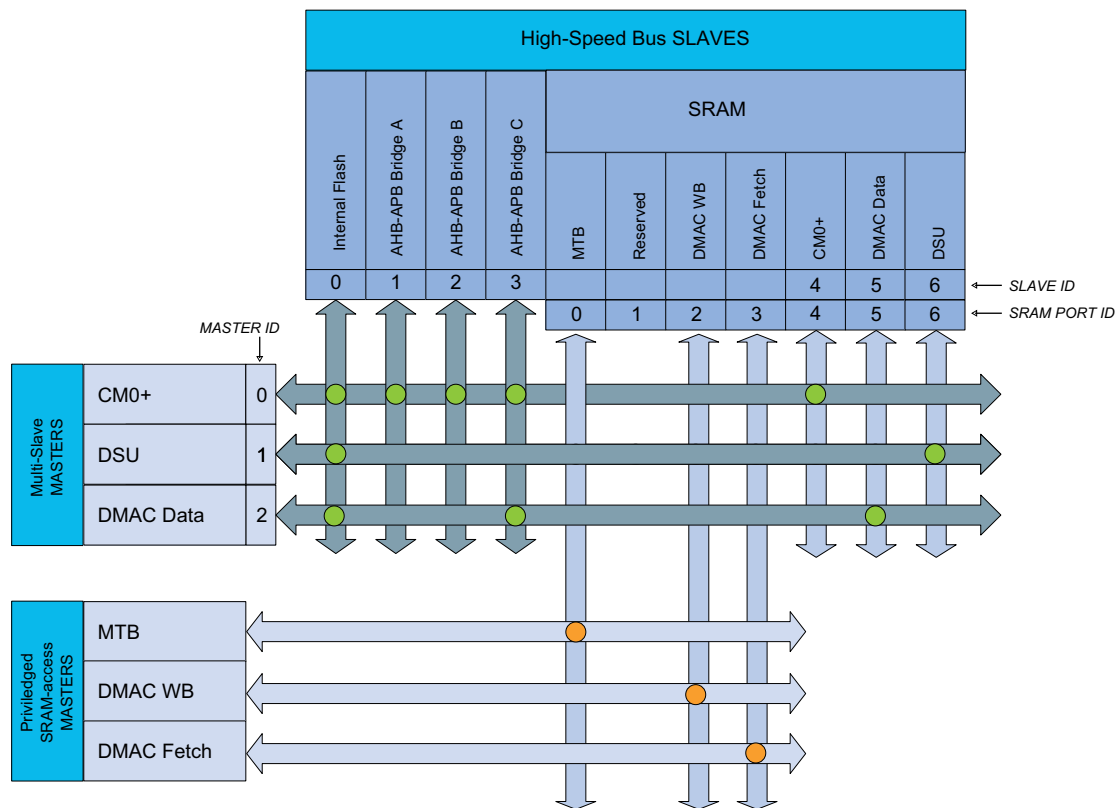 High-Speed Bus SLAVES
SRAM
Internal Flash
AHB-APB Bridge A
AHB-APB Bridge B
AHB-APB Bridge C
MTB
Reserved
DMAC WB
DMAC Fetch
CM0+
DMAC Data
DSU
0 1 2 3 4 5 6 SLAVE ID
0 1 2 3 4 5 6 SRAM PORT ID
MASTER ID
Multi-Slave
MASTERS
CM0+ 0
DSU 1
DMAC Data 2
Priviledged
SRAM-access
MASTERS
MTB
DMAC WB
DMAC Fetch